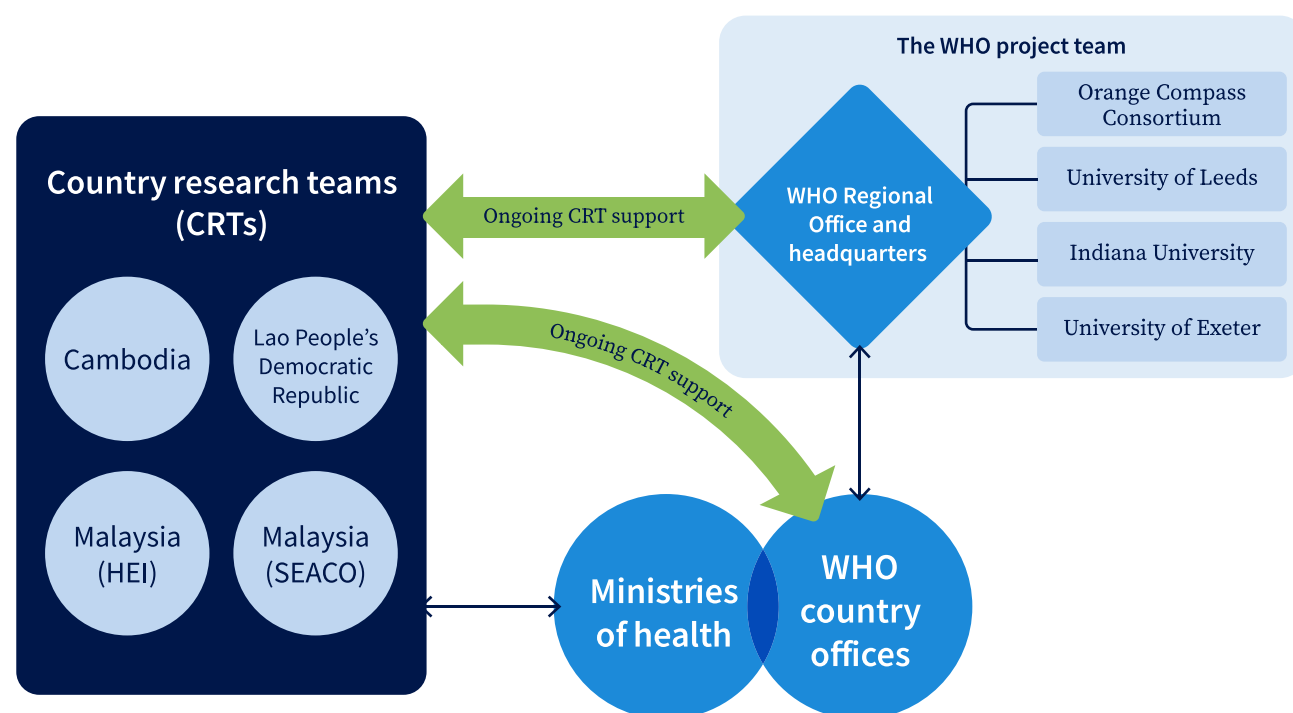 The WHO project team
Orange Compass
Consortium
University of Leeds
Indiana University
University of Exeter
WHO Regional
Office and
headquarters
Ongoing CRT support
Country research teams
(CRTs)
Cambodia
Lao People’s
Democratic
Republic
Malaysia
(HEI)
Malaysia
(SEACO)
Ongoing CRT support
Ministries
of health
WHO
country
offices